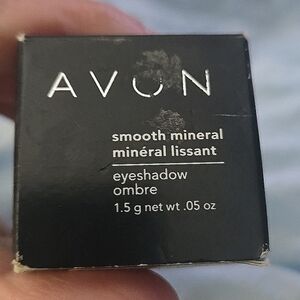 AVON
smooth mineral
minéral lissant
eyeshadow
ombre
1.5 g net wt .05 oz